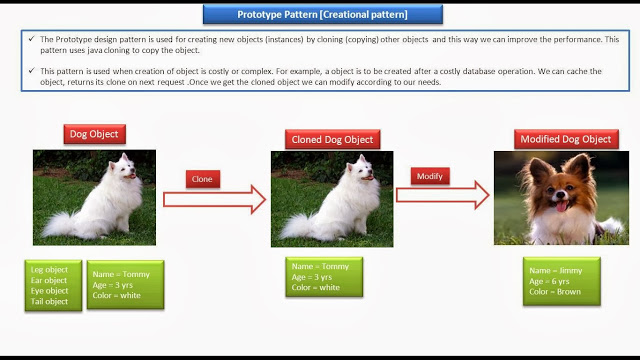 Prototype Pattern [Creational pattern]
✓ The Prototype design pattern is used for creating new objects (instances) by cloning (copying) other objects and this way we can improve the performance. This
pattern uses java cloning to copy the object.
✓ This pattern is used when creation of object is costly or complex. For example, a object is to be created after a costly database operation. We can cache the
object, returns its clone on next request .Once we get the cloned object we can modify according to our needs.
Dog Object
Cloned Dog Object
Modified Dog Object
Clone
Modify
Leg object
Ear object
Eye object
Tail object
Name = Tommy
Age = 3 yrs
Color = white
Name = Tommy
Age = 3 yrs
Color = white
Name = Jimmy
Age = 6 yrs
Color = Brown